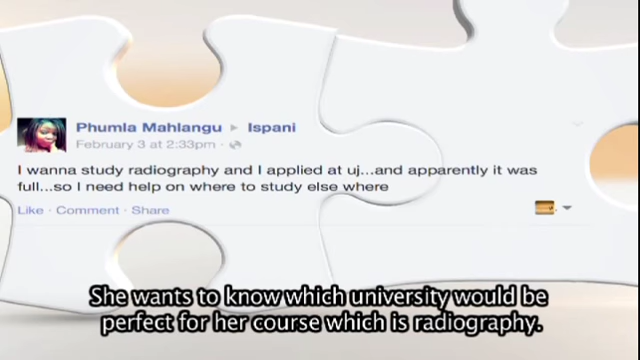 Phumla Mahlangu ▸ Ispani
February 3 at 2:33pm ·
I wanna study radiography and I applied at uj...and apparently it was
full...so I need help on where to study else where
Like · Comment · Share
She wants to know which university would be
perfect for her course which is radiography.